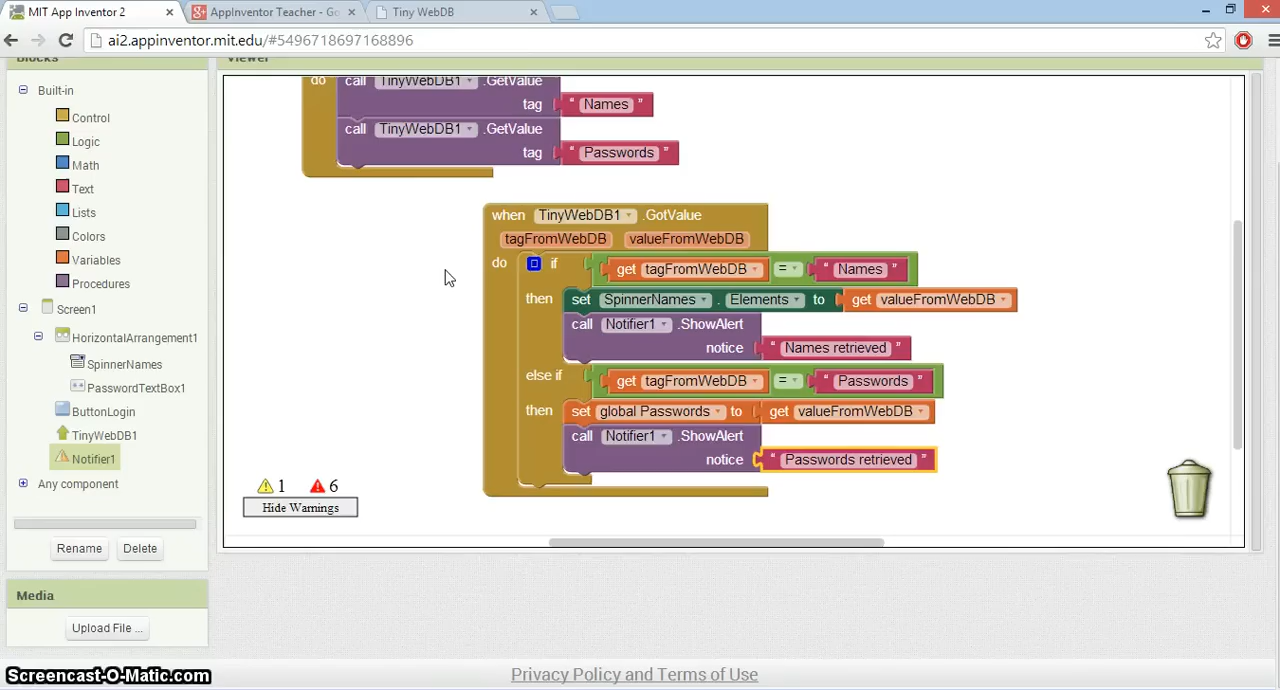 MIT App Inventor 2
AppInventor Teacher - Go
Tiny WebDB
ai2.appinventor.mit.edu/#5496718697168896
Blocks
Viewer
Built-in
Control
Logic
Math
Text
Lists
Colors
Variables
Procedures
Screen1
HorizontalArrangement1
SpinnerNames
PasswordTextBox1
ButtonLogin
TinyWebDB1
Notifier1
Any component
Rename
Delete
Media
Upload File ...
do call TinyWebDB1 .GetValue
tag " Names "
call TinyWebDB1 .GetValue
tag " Passwords "
when TinyWebDB1 .GotValue
tagFromWebDB valueFromWebDB
do if get tagFromWebDB = " Names "
then set SpinnerNames . Elements to get valueFromWebDB
call Notifier1 .ShowAlert
notice " Names retrieved "
else if get tagFromWebDB = " Passwords "
then set global Passwords to get valueFromWebDB
call Notifier1 .ShowAlert
notice " Passwords retrieved "
1 6
Hide Warnings
Privacy Policy and Terms of Use
Screencast-O-Matic.com